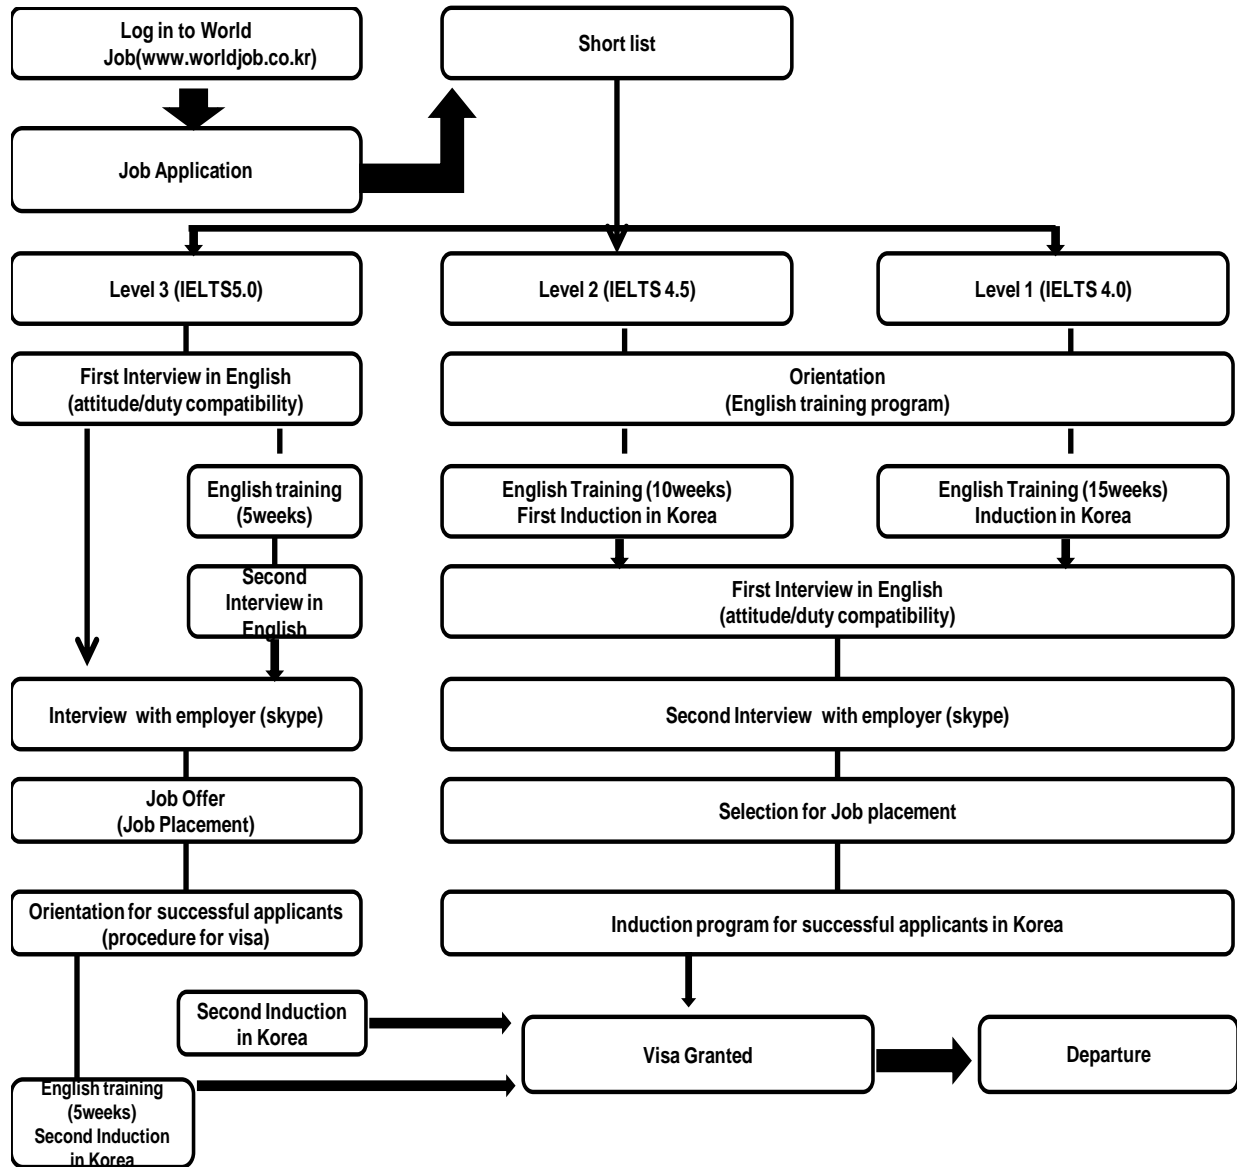 Log in to World
Job(www.worldjob.co.kr)
Short list
Job Application
Level 3 (IELTS5.0)
Level 2 (IELTS 4.5)
Level 1 (IELTS 4.0)
First Interview in English
(attitude/duty compatibility)
Orientation
(English training program)
English training
(5weeks)
English Training (10weeks)
First Induction in Korea
English Training (15weeks)
Induction in Korea
Second
Interview in
English
First Interview in English
(attitude/duty compatibility)
Interview with employer (skype)
Second Interview with employer (skype)
Job Offer
(Job Placement)
Selection for Job placement
Orientation for successful applicants
(procedure for visa)
Induction program for successful applicants in Korea
Second Induction
in Korea
Visa Granted
Departure
English training
(5weeks)
Second Induction
in Korea